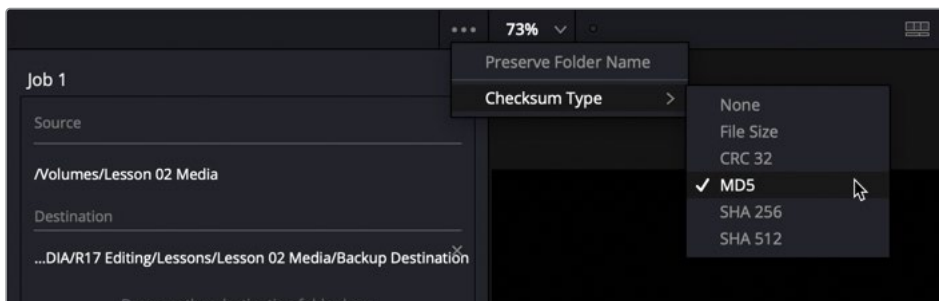 73%
Preserve Folder Name
Job 1
Checksum Type
Source
None
File Size
/Volumes/Lesson 02 Media
CRC 32
MD5
Destination
SHA 256
SHA 512
...DIA/R17 Editing/Lessons/Lesson 02 Media/Backup Destination